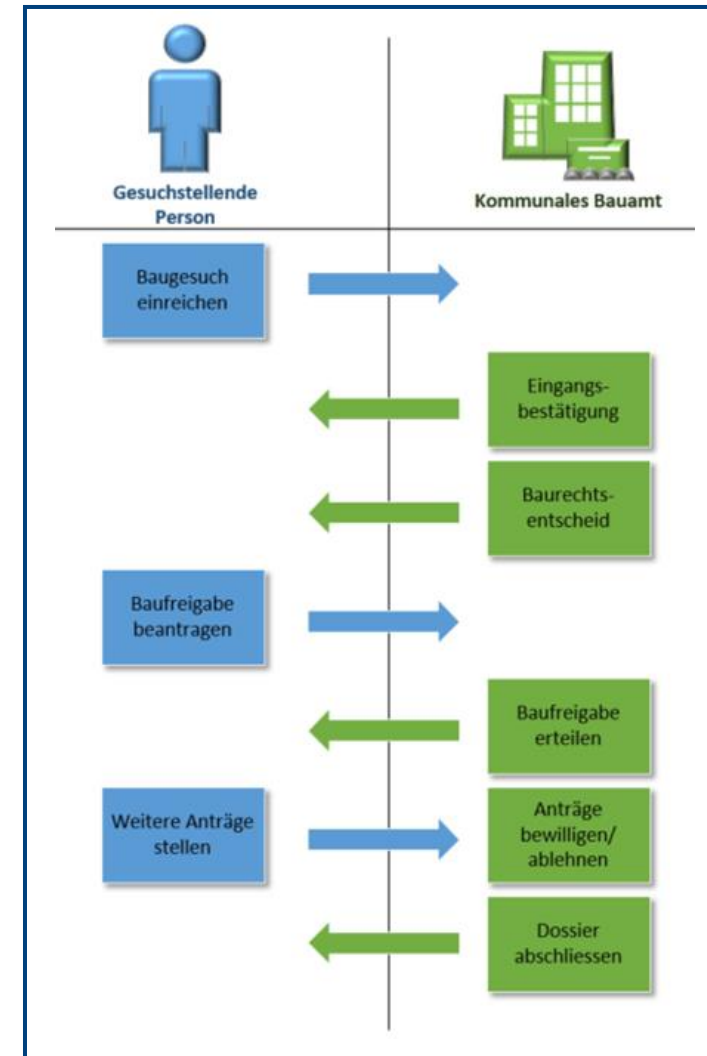 Gesuchstellende
Person
Kommunales Bauamt
Baugesuch
einreichen
Eingangs-
bestätigung
Baurechts-
entscheid
Baufreigabe
beantragen
Baufreigabe
erteilen
Weitere Anträge
stellen
Anträge
bewilligen/
ablehnen
Dossier
abschliessen